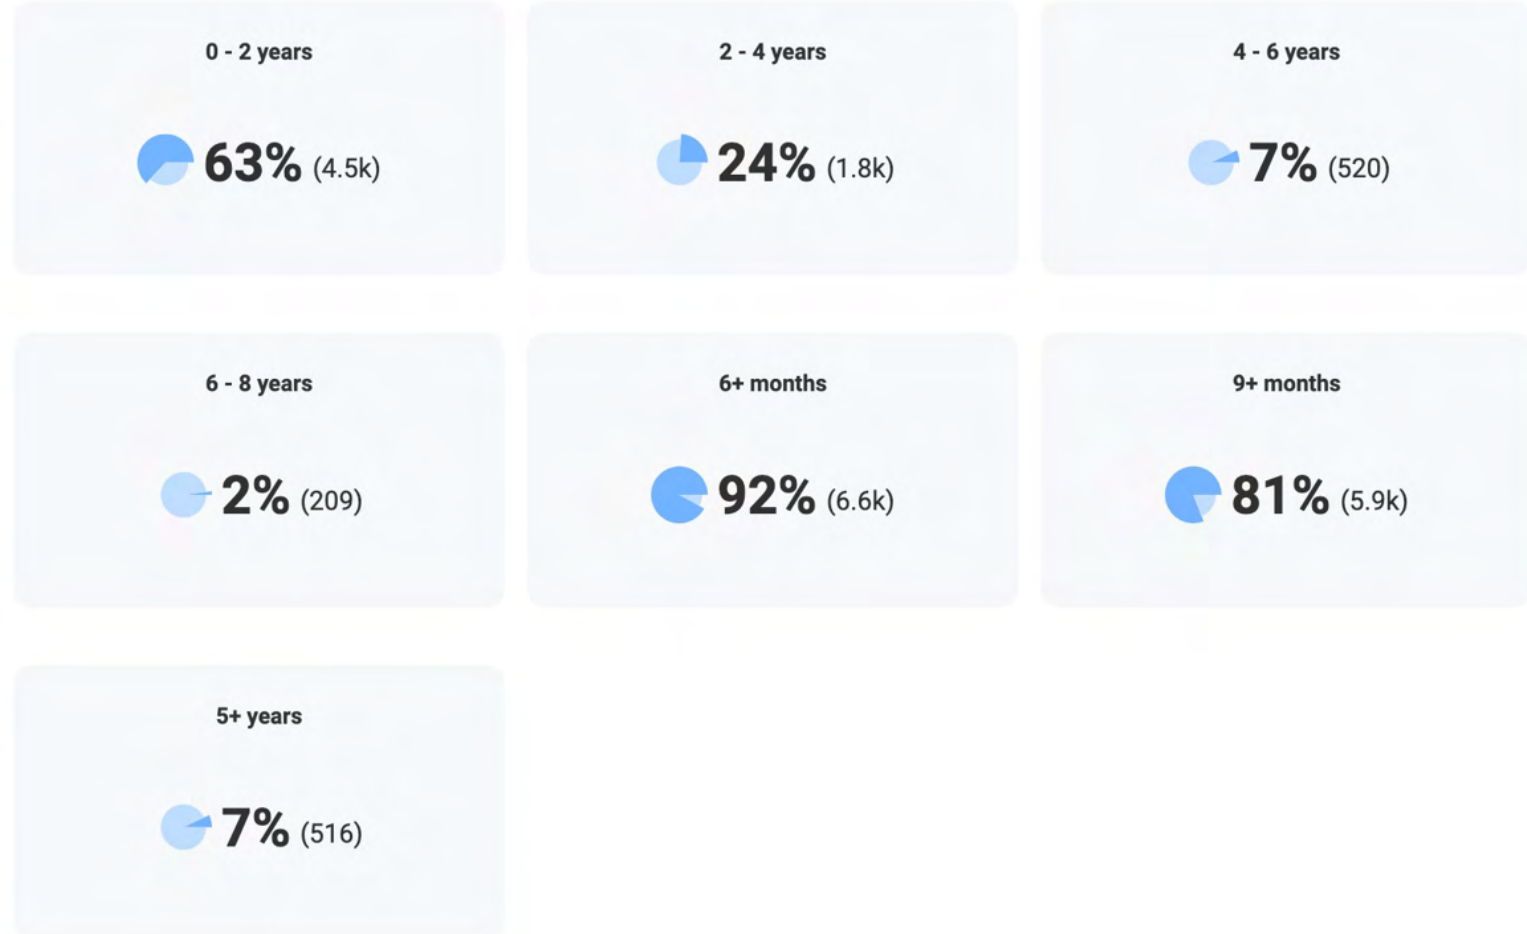 0 - 2 years
63% (4.5k)
2 - 4 years
24% (1.8k)
4 - 6 years
7% (520)
6 - 8 years
2% (209)
6+ months
92% (6.6k)
9+ months
81% (5.9k)
5+ years
7% (516)